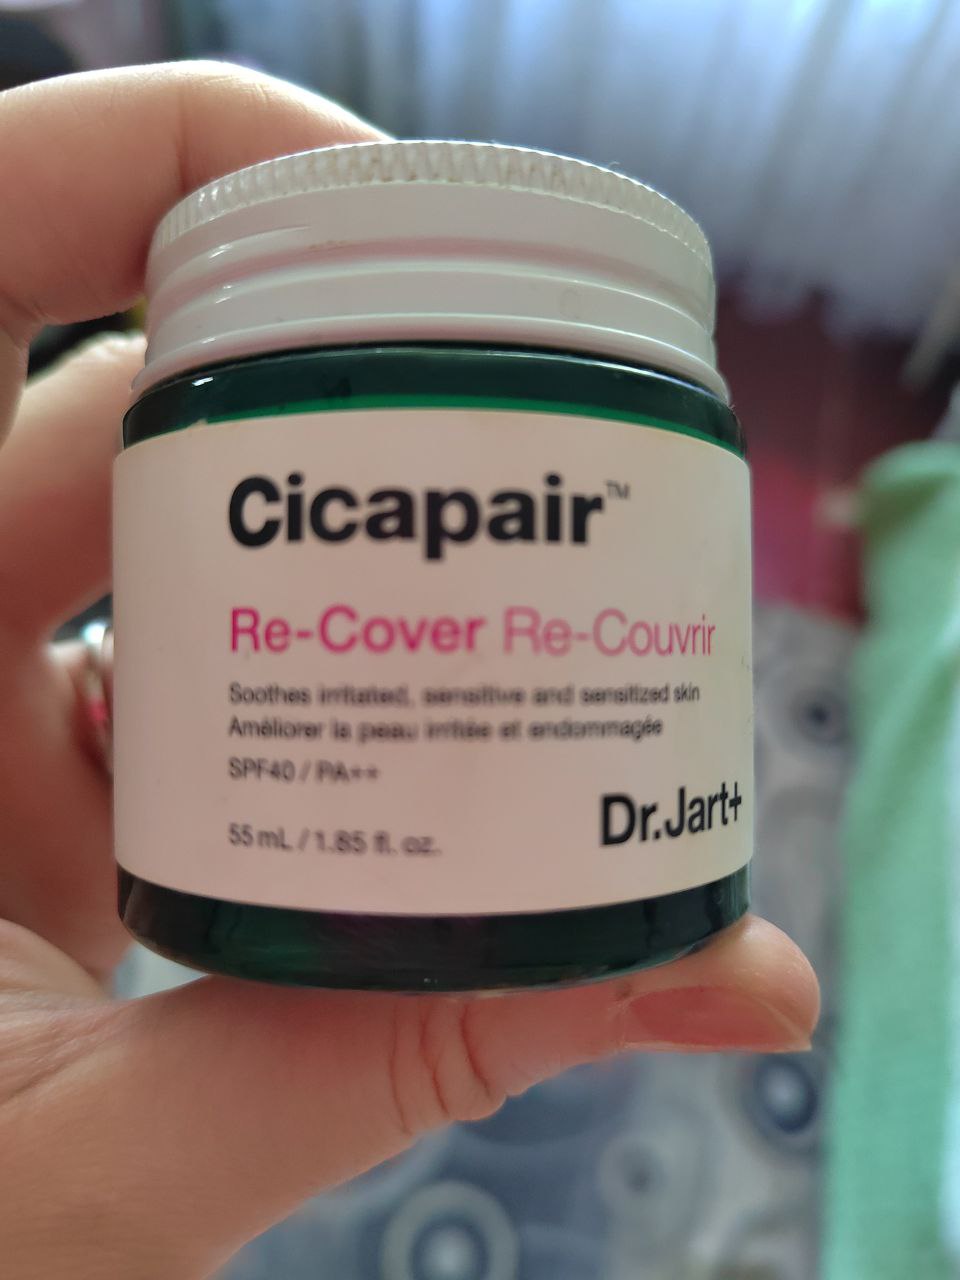 Cicapair™
Re-Cover Re-Couvrir
Soothes irritated, sensitive and sensitized skin
Améliorer la peau irritée et endommagée
SPF40 / PA++
55 mL / 1.85 fl. oz.
Dr.Jart+